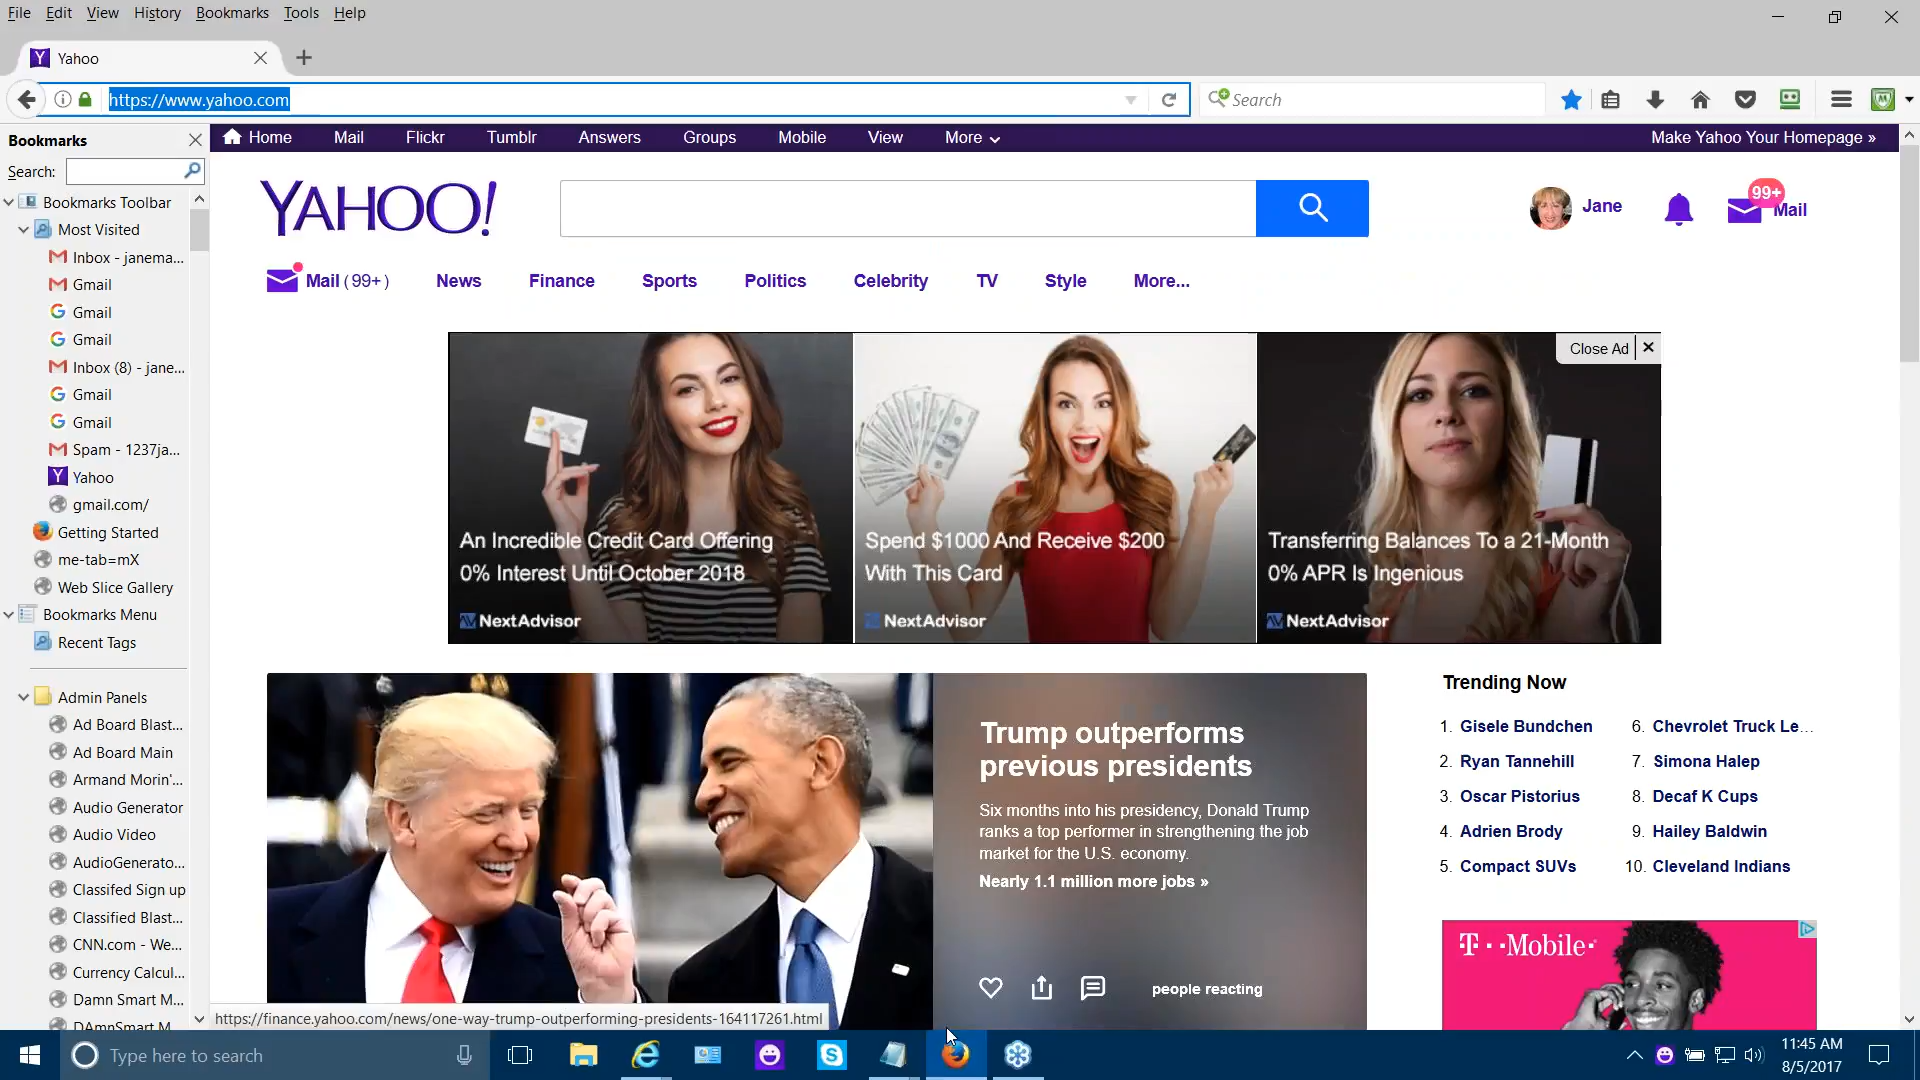 File Edit View History Bookmarks Tools Help
Yahoo
https://www.yahoo.com
Search
Bookmarks
Search:
Bookmarks Toolbar
Most Visited
Inbox - janema...
Gmail
Gmail
Gmail
Inbox (8) - jane...
Gmail
Gmail
Spam - 1237ja...
Yahoo
gmail.com/
Getting Started
me-tab=mX
Web Slice Gallery
Bookmarks Menu
Recent Tags
Admin Panels
Ad Board Blast...
Ad Board Main
Armand Morin'...
Audio Generator
Audio Video
AudioGenerato...
Classifed Sign up
Classified Blast...
CNN.com - We...
Currency Calcul...
Damn Smart M...
DAmnSmart M...
Home Mail Flickr Tumblr Answers Groups Mobile View More Make Yahoo Your Homepage »
YAHOO!
Jane
99+
Mail
Mail (99+) News Finance Sports Politics Celebrity TV Style More...
Close Ad ✕
An Incredible Credit Card Offering
0% Interest Until October 2018
NextAdvisor
Spend $1000 And Receive $200
With This Card
NextAdvisor
Transferring Balances To a 21-Month
0% APR Is Ingenious
NextAdvisor
Trump outperforms
previous presidents
Six months into his presidency, Donald Trump
ranks a top performer in strengthening the job
market for the U.S. economy.
Nearly 1.1 million more jobs »
people reacting
Trending Now
1. Gisele Bundchen
2. Ryan Tannehill
3. Oscar Pistorius
4. Adrien Brody
5. Compact SUVs
6. Chevrolet Truck Le...
7. Simona Halep
8. Decaf K Cups
9. Hailey Baldwin
10. Cleveland Indians
T··Mobile·
https://finance.yahoo.com/news/one-way-trump-outperforming-presidents-164117261.html
Type here to search
11:45 AM
8/5/2017